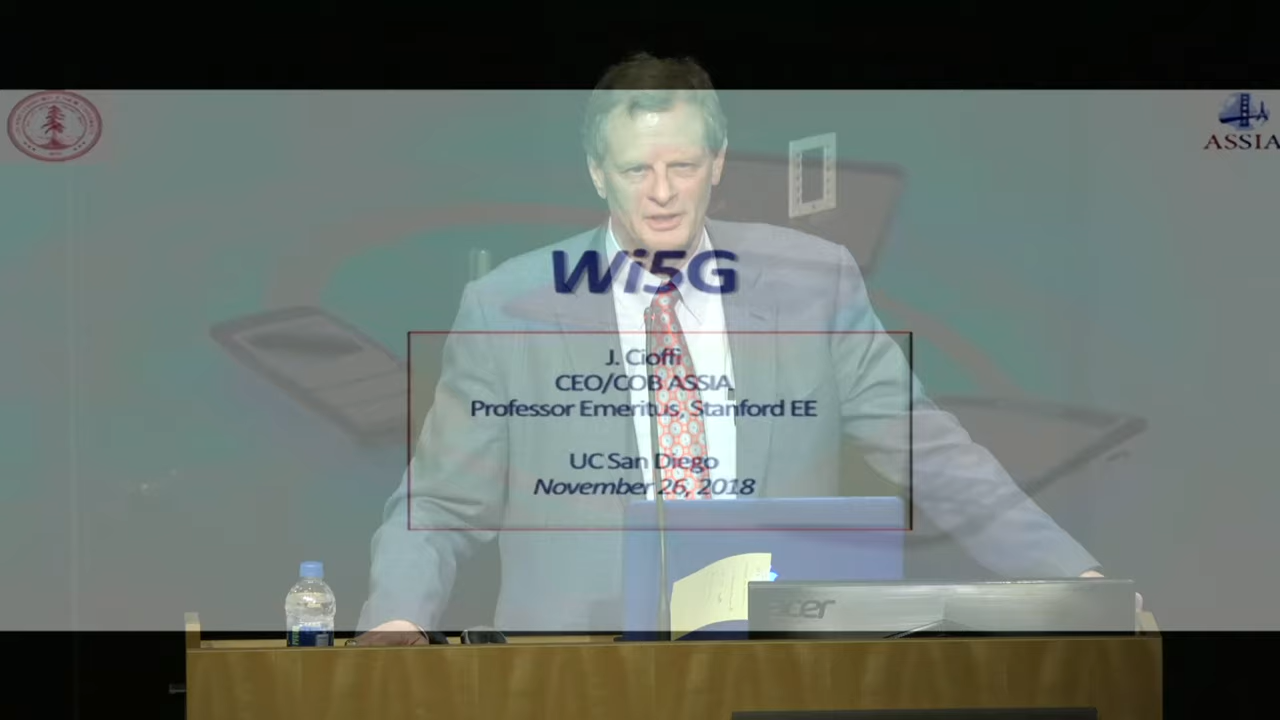 ASSIA
Wi5G
J. Cioffi
CEO/COB ASSIA
Professor Emeritus, Stanford EE
UC San Diego
November 26, 2018
acer